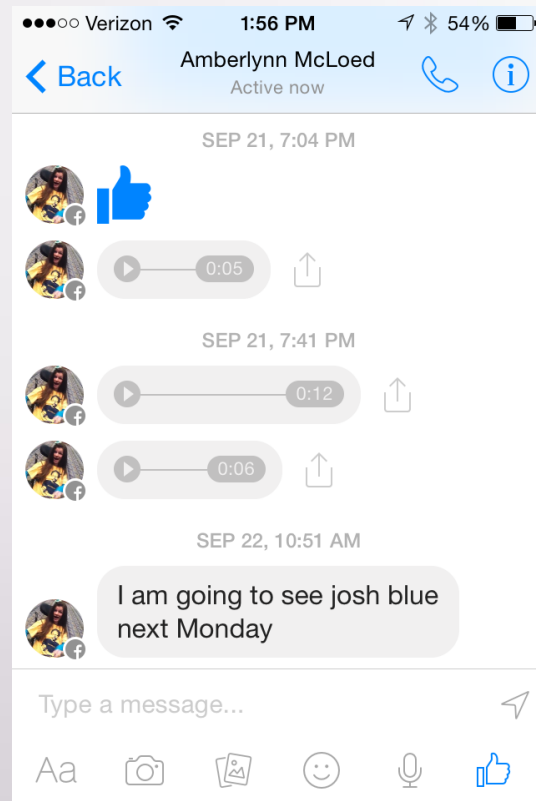 ●●●○○ Verizon 1:56 PM 54%
Back Amberlynn McLoed
Active now
SEP 21, 7:04 PM
0:05
SEP 21, 7:41 PM
0:12
0:06
SEP 22, 10:51 AM
I am going to see josh blue
next Monday
Type a message...
Aa